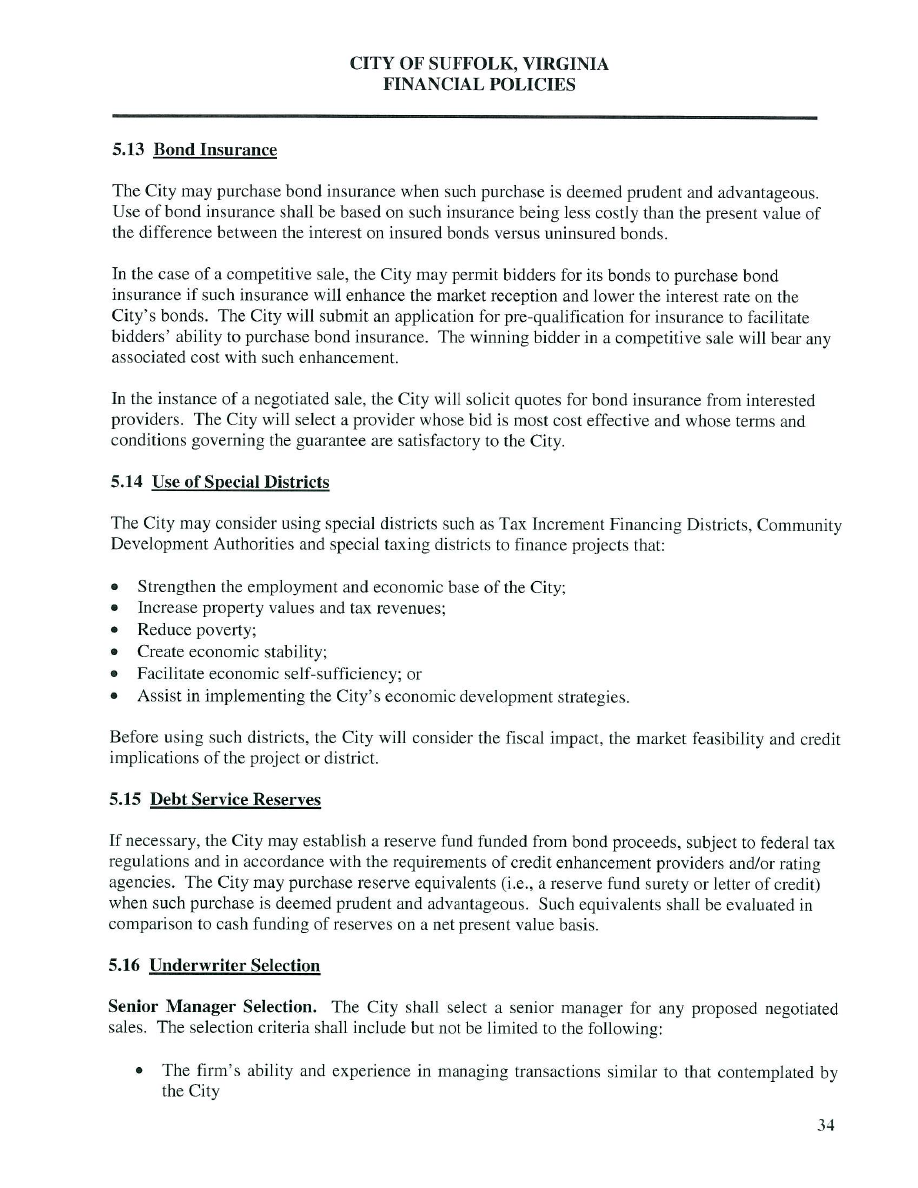 CITY OF SUFFOLK, VIRGINIA
FINANCIAL POLICIES
5.13 Bond Insurance
The City may purchase bond insurance when such purchase is deemed prudent and advantageous.
Use of bond insurance shall be based on such insurance being less costly than the present value of
the difference between the interest on insured bonds versus uninsured bonds.
In the case of a competitive sale, the City may permit bidders for its bonds to purchase bond
insurance if such insurance will enhance the market reception and lower the interest rate on the
City's bonds. The City will submit an application for pre-qualification for insurance to facilitate
bidders' ability to purchase bond insurance. The winning bidder in a competitive sale will bear any
associated cost with such enhancement.
In the instance of a negotiated sale, the City will solicit quotes for bond insurance from interested
providers. The City will select a provider whose bid is most cost effective and whose terms and
conditions governing the guarantee are satisfactory to the City.
5.14 Use of Special Districts
The City may consider using special districts such as Tax Increment Financing Districts, Community
Development Authorities and special taxing districts to finance projects that:
• Strengthen the employment and economic base of the City;
• Increase property values and tax revenues;
• Reduce poverty;
• Create economic stability;
• Facilitate economic self-sufficiency; or
• Assist in implementing the City's economic development strategies.
Before using such districts, the City will consider the fiscal impact, the market feasibility and credit
implications of the project or district.
5.15 Debt Service Reserves
If necessary, the City may establish a reserve fund funded from bond proceeds, subject to federal tax
regulations and in accordance with the requirements of credit enhancement providers and/or rating
agencies. The City may purchase reserve equivalents (i.e., a reserve fund surety or letter of credit)
when such purchase is deemed prudent and advantageous. Such equivalents shall be evaluated in
comparison to cash funding of reserves on a net present value basis.
5.16 Underwriter Selection
Senior Manager Selection. The City shall select a senior manager for any proposed negotiated
sales. The selection criteria shall include but not be limited to the following:
• The firm's ability and experience in managing transactions similar to that contemplated by
the City
34